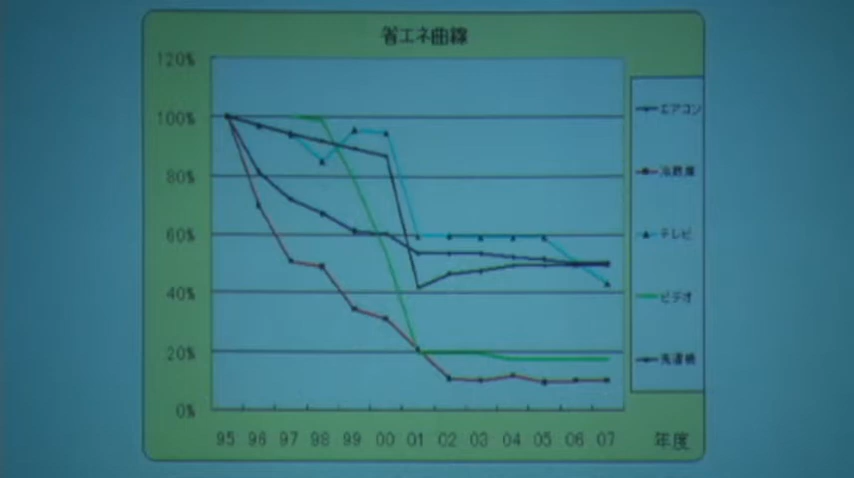 省エネ曲線
120%
100%
80%
60%
40%
20%
0%
95 96 97 98 99 00 01 02 03 04 05 06 07 年度
エアコン
冷蔵庫
テレビ
ビデオ
洗濯機